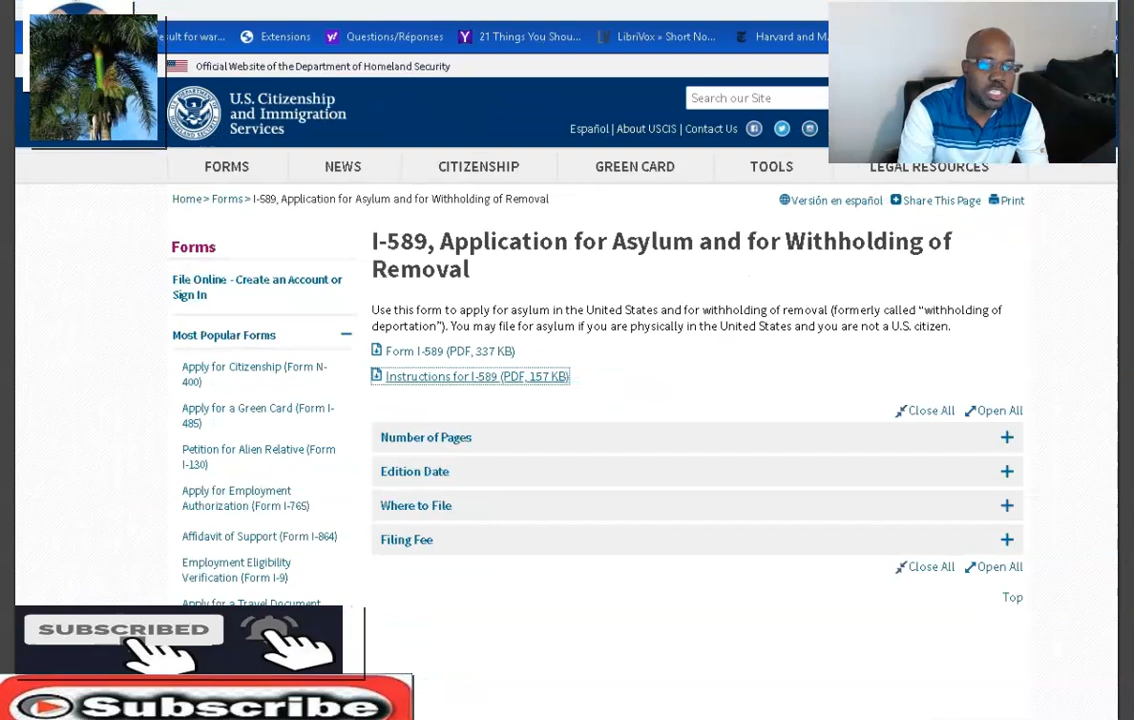 esult for war...
Extensions
Questions/Réponses
21 Things You Shou...
LibriVox » Short No...
Harvard and M
Official Website of the Department of Homeland Security
U.S. Citizenship
and Immigration
Services
Search our Site
Español | About USCIS | Contact Us
FORMS
NEWS
CITIZENSHIP
GREEN CARD
TOOLS
LEGAL RESOURCES
Home > Forms > I-589, Application for Asylum and for Withholding of Removal
Versión en español
Share This Page
Print
Forms
File Online - Create an Account or
Sign In
Most Popular Forms
Apply for Citizenship (Form N-
400)
Apply for a Green Card (Form I-
485)
Petition for Alien Relative (Form
I-130)
Apply for Employment
Authorization (Form I-765)
Affidavit of Support (Form I-864)
Employment Eligibility
Verification (Form I-9)
Apply for a Travel Document
I-589, Application for Asylum and for Withholding of
Removal
Use this form to apply for asylum in the United States and for withholding of removal (formerly called “withholding of
deportation”). You may file for asylum if you are physically in the United States and you are not a U.S. citizen.
Form I-589 (PDF, 337 KB)
Instructions for I-589 (PDF, 157 KB)
Close All
Open All
Number of Pages
Edition Date
Where to File
Filing Fee
Close All
Open All
Top
SUBSCRIBED
Subscribe